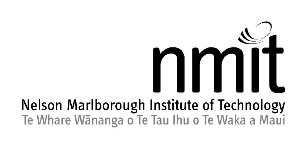 nmit
Nelson Marlborough Institute of Technology
Te Whare Wānanga o Te Tau Ihu o Te Waka a Maui